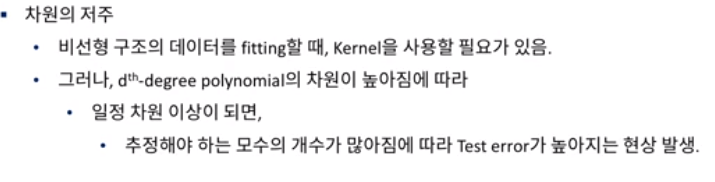 ▪ 차원의 저주
• 비선형 구조의 데이터를 fitting할 때, Kernel을 사용할 필요가 있음.
• 그러나, dᵗʰ-degree polynomial의 차원이 높아짐에 따라
• 일정 차원 이상이 되면,
• 추정해야 하는 모수의 개수가 많아짐에 따라 Test error가 높아지는 현상 발생.